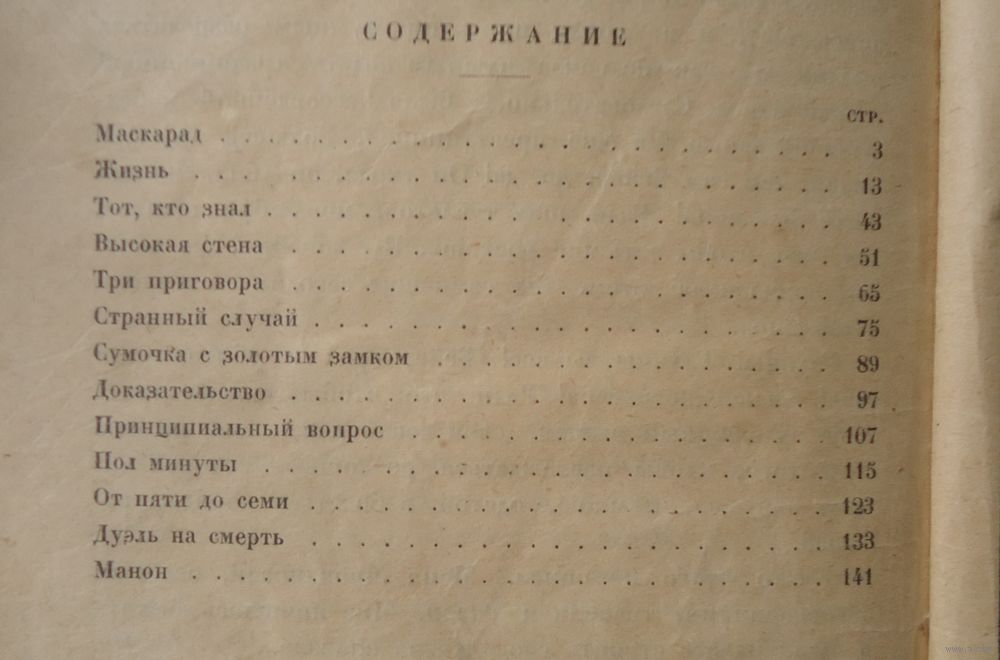 СОДЕРЖАНИЕ
СТР.
Маскарад . . . . . . . . . . . . . . . . . . . 3
Жизнь . . . . . . . . . . . . . . . . . . . . 13
Тот, кто знал . . . . . . . . . . . . . . . . . 43
Высокая стена . . . . . . . . . . . . . . . . 51
Три приговора . . . . . . . . . . . . . . . . 65
Странный случай . . . . . . . . . . . . . . . 75
Сумочка с золотым замком . . . . . . . . . . . 89
Доказательство . . . . . . . . . . . . . . . . 97
Принципиальный вопрос . . . . . . . . . . . . 107
Пол минуты . . . . . . . . . . . . . . . . . 115
От пяти до семи . . . . . . . . . . . . . . . 123
Дуэль на смерть . . . . . . . . . . . . . . . 133
Манон . . . . . . . . . . . . . . . . . . . . 141